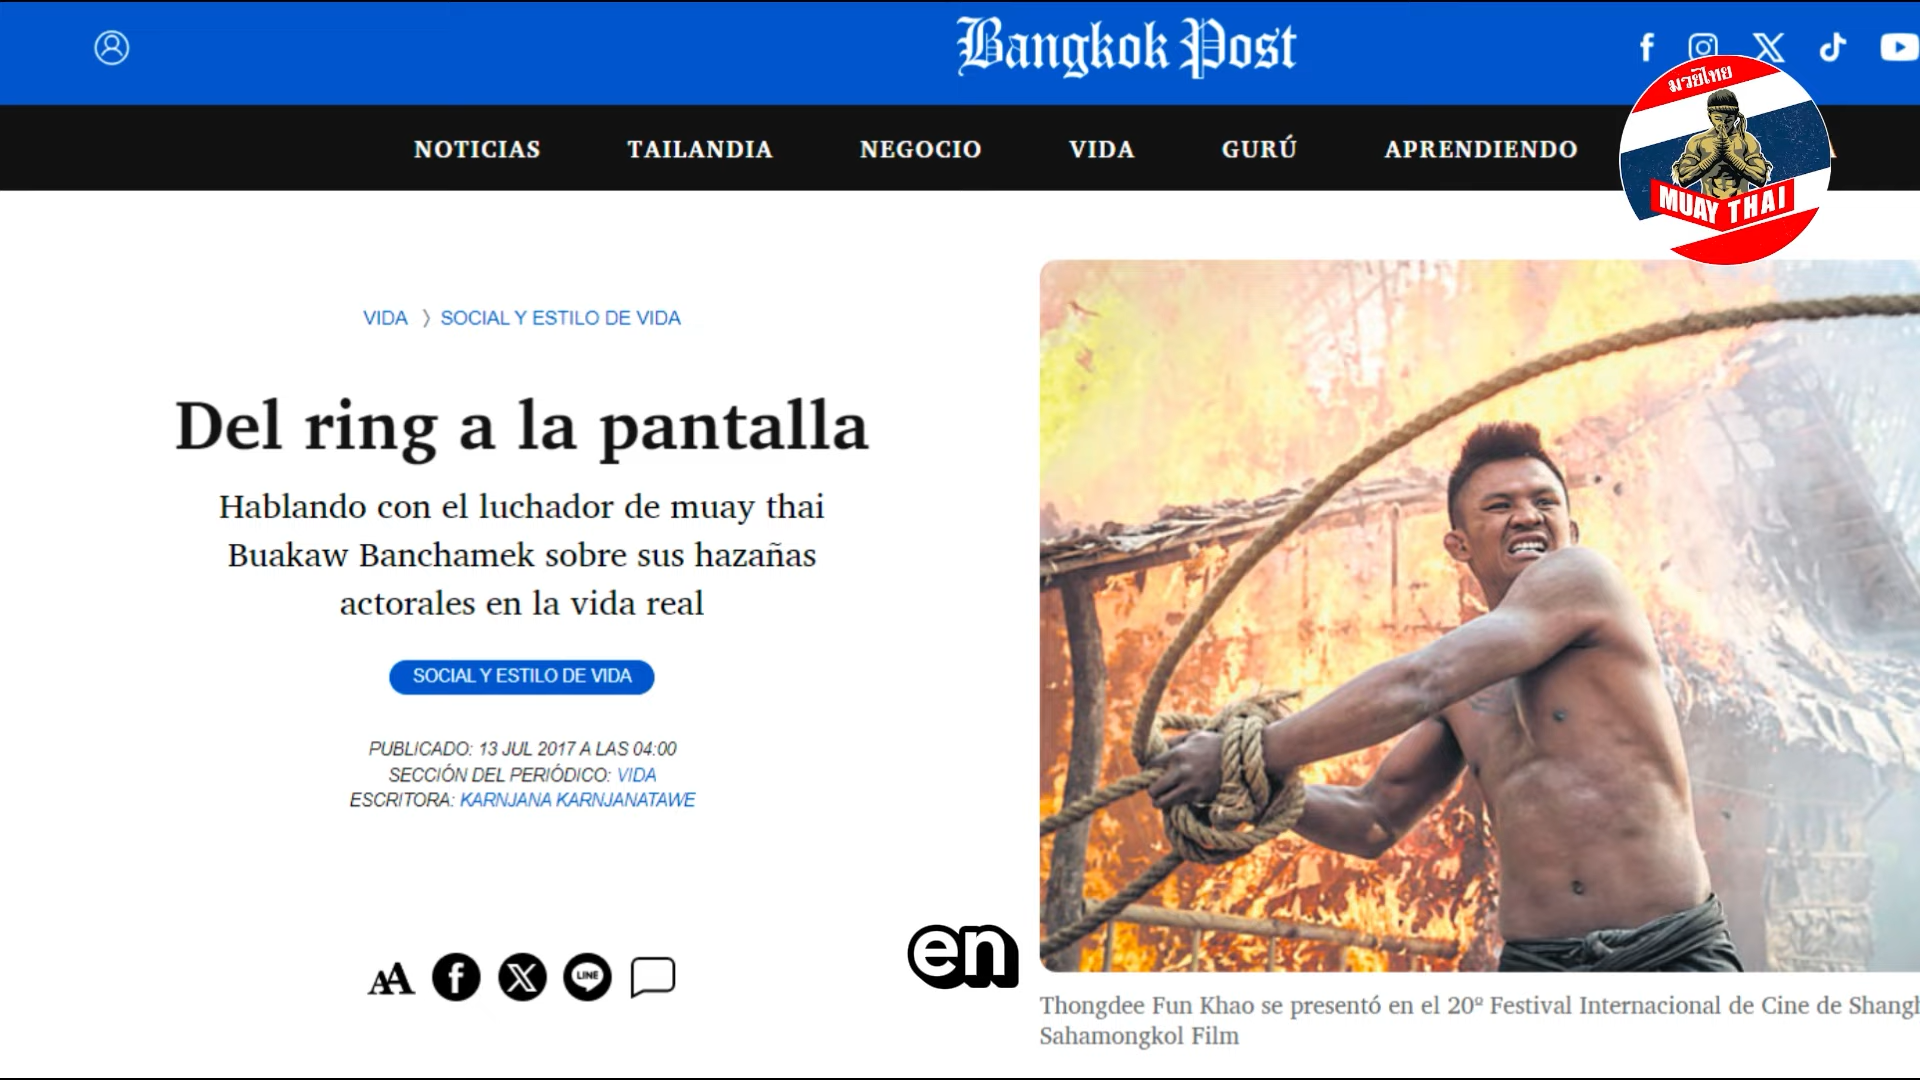 Bangkok Post
มวยไทย
MUAY THAI
NOTICIAS TAILANDIA NEGOCIO VIDA GURÚ APRENDIENDO
VIDA 〉 SOCIAL Y ESTILO DE VIDA
Del ring a la pantalla
Hablando con el luchador de muay thai
Buakaw Banchamek sobre sus hazañas
actorales en la vida real
SOCIAL Y ESTILO DE VIDA
PUBLICADO: 13 JUL 2017 A LAS 04:00
SECCIÓN DEL PERIÓDICO: VIDA
ESCRITORA: KARNJANA KARNJANATAWE
AA
LINE
en
Thongdee Fun Khao se presentó en el 20º Festival Internacional de Cine de Shangh
Sahamongkol Film